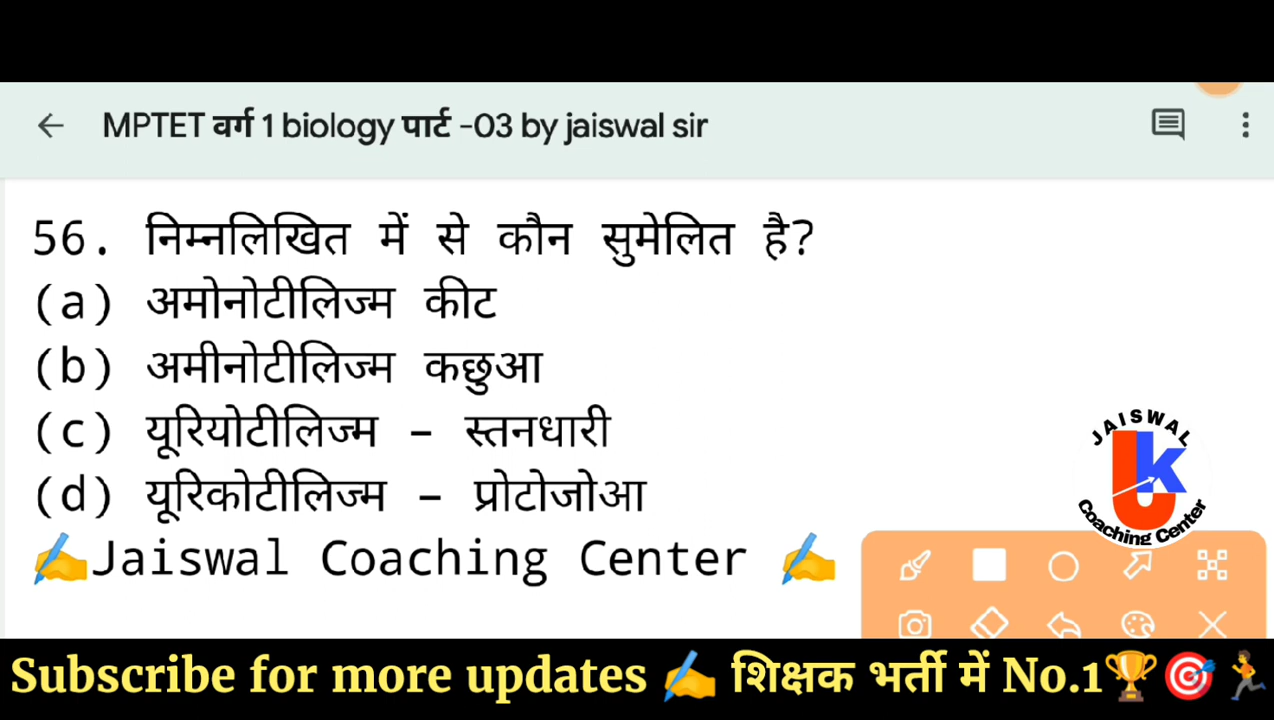 MPTET वर्ग 1 biology पार्ट -03 by jaiswal sir
56. निम्नलिखित में से कौन सुमेलित है?
(a) अमोनोटीलिज्म कीट
(b) अमीनोटीलिज्म कछुआ
(c) यूरियोटीलिज्म – स्तनधारी
(d) यूरिकोटीलिज्म – प्रोटोजोआ
✍️Jaiswal Coaching Center ✍️
JAISWAL
JK
Coaching Center
Subscribe for more updates ✍️ शिक्षक भर्ती में No.1🏆🎯🏃